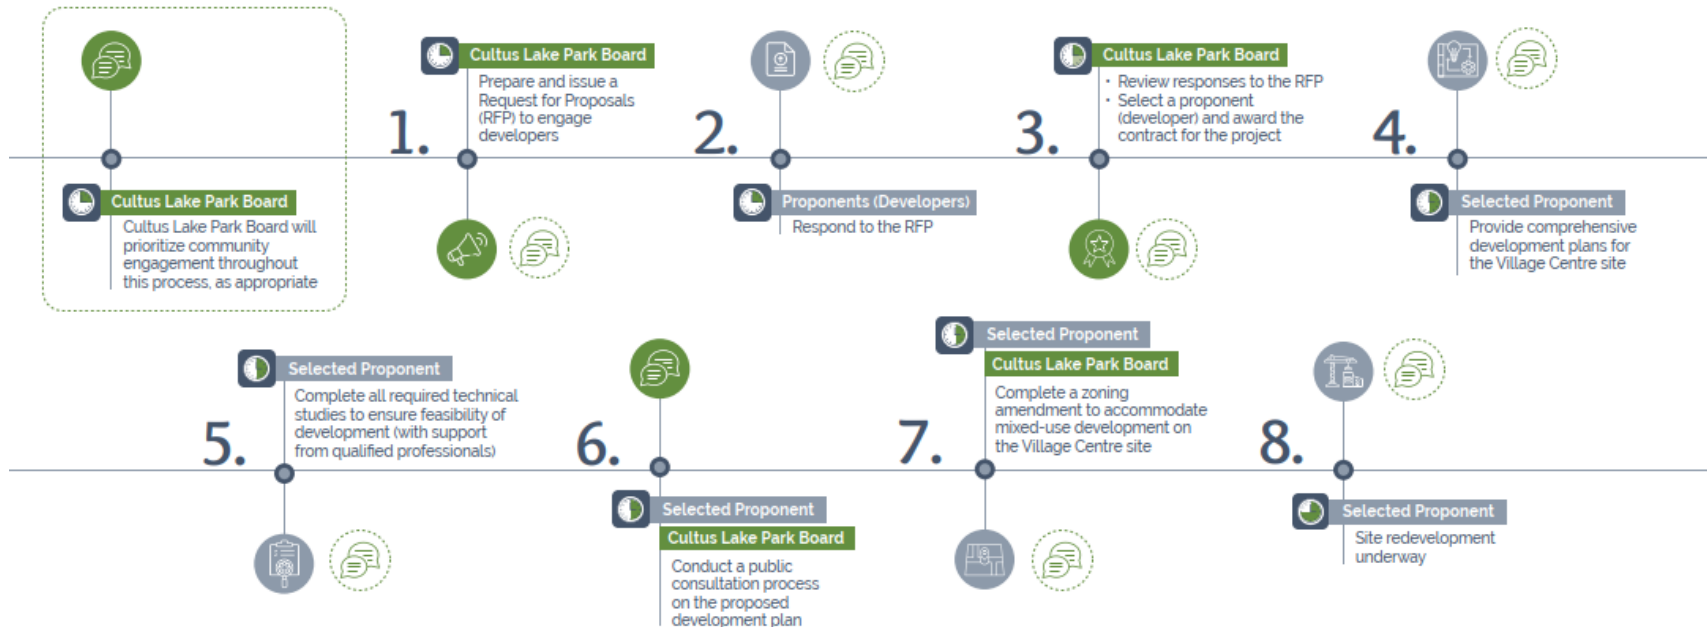 Cultus Lake Park Board
Cultus Lake Park Board will
prioritize community
engagement throughout
this process, as appropriate
1.
Cultus Lake Park Board
Prepare and issue a
Request for Proposals
(RFP) to engage
developers
2.
Proponents (Developers)
Respond to the RFP
3.
Cultus Lake Park Board
• Review responses to the RFP
• Select a proponent
(developer) and award the
contract for the project
4.
Selected Proponent
Provide comprehensive
development plans for
the Village Centre site
5.
Selected Proponent
Complete all required technical
studies to ensure feasibility of
development (with support
from qualified professionals)
6.
Selected Proponent
Cultus Lake Park Board
Conduct a public
consultation process
on the proposed
development plan
7.
Selected Proponent
Cultus Lake Park Board
Complete a zoning
amendment to accommodate
mixed-use development on
the Village Centre site
8.
Selected Proponent
Site redevelopment
underway